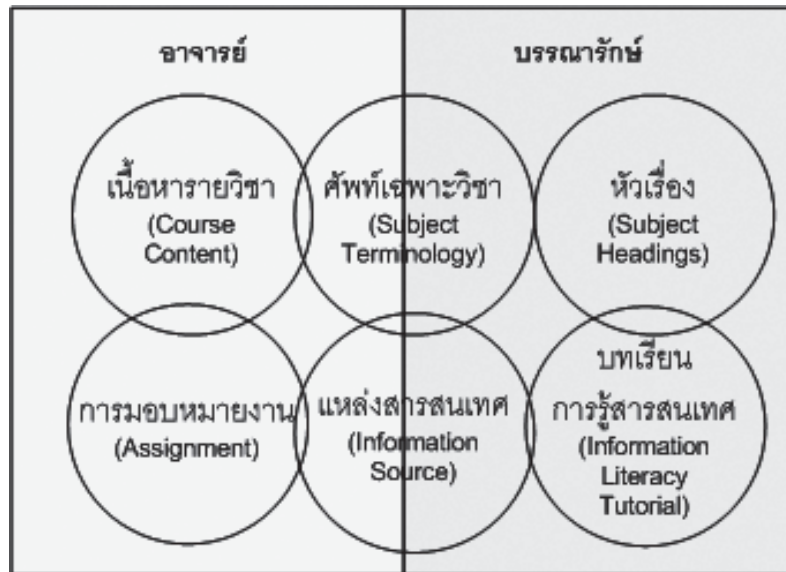 อาจารย์
บรรณารักษ์
เนื้อหารายวิชา
(Course
Content)
ศัพท์เฉพาะวิชา
(Subject
Terminology)
หัวเรื่อง
(Subject
Headings)
การมอบหมายงาน
(Assignment)
แหล่งสารสนเทศ
(Information
Source)
บทเรียน
การรู้สารสนเทศ
(Information
Literacy
Tutorial)